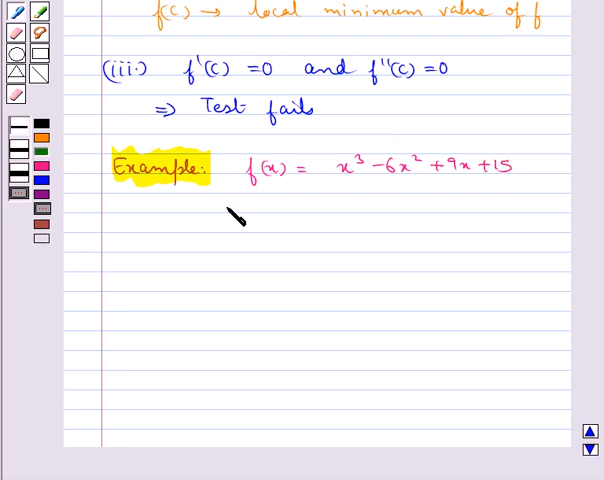 f(c) → local minimum value of f
(iii.) f'(c) = 0 and f''(c) = 0
⇒ Test fails
Example: f(x) = x³ - 6x² + 9x + 15